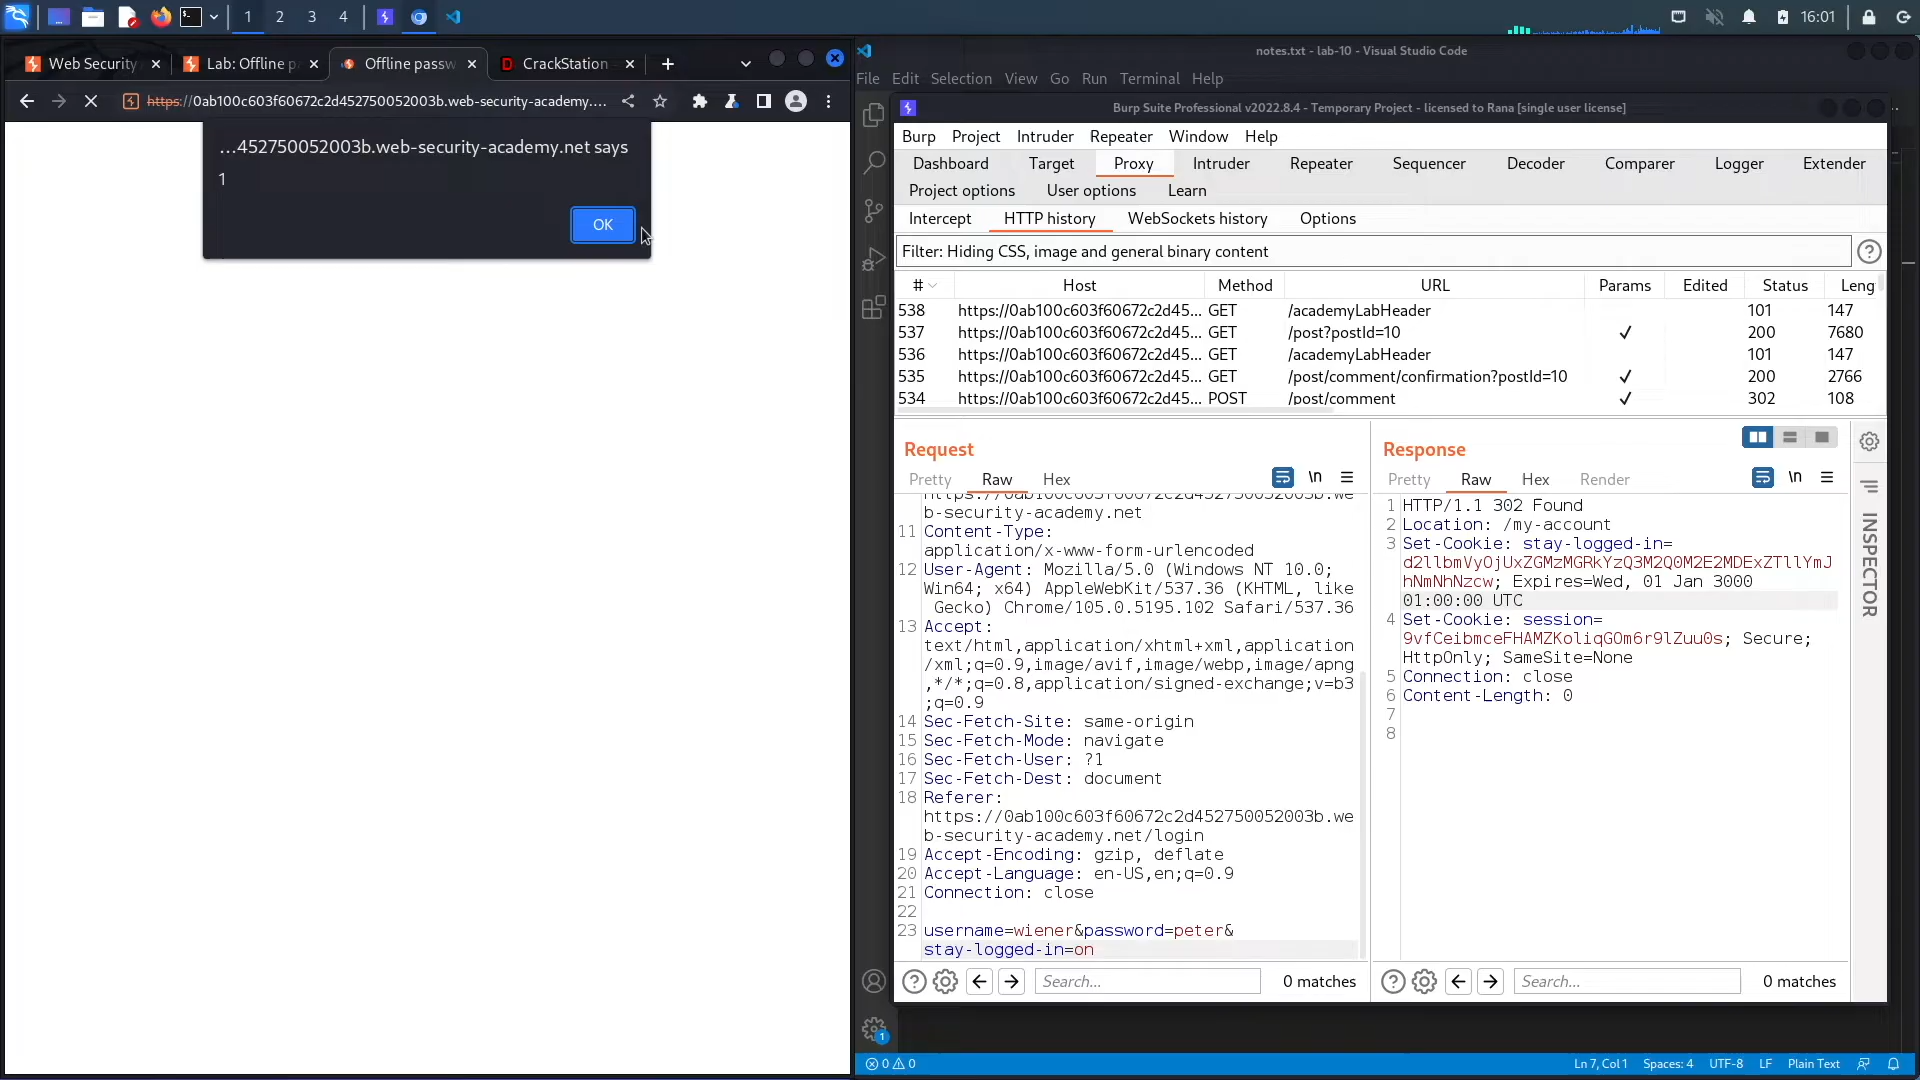 1
2
3
4
16:01
Web Security
Lab: Offline p
Offline passw
CrackStation
https://0ab100c603f60672c2d452750052003b.web-security-academy....
...452750052003b.web-security-academy.net says
1
OK
notes.txt - lab-10 - Visual Studio Code
File Edit Selection View Go Run Terminal Help
Burp Suite Professional v2022.8.4 - Temporary Project - licensed to Rana [single user license]
Burp Project Intruder Repeater Window Help
Dashboard Target Proxy Intruder Repeater Sequencer Decoder Comparer Logger Extender
Project options User options Learn
Intercept HTTP history WebSockets history Options
Filter: Hiding CSS, image and general binary content
# Host Method URL Params Edited Status Leng
538 https://0ab100c603f60672c2d45... GET /academyLabHeader 101 147
537 https://0ab100c603f60672c2d45... GET /post?postId=10 ✓ 200 7680
536 https://0ab100c603f60672c2d45... GET /academyLabHeader 101 147
535 https://0ab100c603f60672c2d45... GET /post/comment/confirmation?postId=10 ✓ 200 2766
534 https://0ab100c603f60672c2d45... POST /post/comment ✓ 302 108
Request
Pretty Raw Hex \n
https://0ab100c603f60672c2d452750052003b.we
b-security-academy.net
11 Content-Type:
application/x-www-form-urlencoded
12 User-Agent: Mozilla/5.0 (Windows NT 10.0;
Win64; x64) AppleWebKit/537.36 (KHTML, like
Gecko) Chrome/105.0.5195.102 Safari/537.36
13 Accept:
text/html,application/xhtml+xml,application
/xml;q=0.9,image/avif,image/webp,image/apng
,*/*;q=0.8,application/signed-exchange;v=b3
;q=0.9
14 Sec-Fetch-Site: same-origin
15 Sec-Fetch-Mode: navigate
16 Sec-Fetch-User: ?1
17 Sec-Fetch-Dest: document
18 Referer:
https://0ab100c603f60672c2d452750052003b.we
b-security-academy.net/login
19 Accept-Encoding: gzip, deflate
20 Accept-Language: en-US,en;q=0.9
21 Connection: close
22
23 username=wiener&password=peter&
stay-logged-in=on
Search... 0 matches
Response
Pretty Raw Hex Render \n
1 HTTP/1.1 302 Found
2 Location: /my-account
3 Set-Cookie: stay-logged-in=
d2llbmVyOjUxZGMzMGRkYzQ3M2Q0M2E2MDExZTllYmJ
hNmNhNzcw; Expires=Wed, 01 Jan 3000
01:00:00 UTC
4 Set-Cookie: session=
9vfCeibmceFHAMZKoliqGOm6r9lZuu0s; Secure;
HttpOnly; SameSite=None
5 Connection: close
6 Content-Length: 0
7
8
Search... 0 matches
INSPECTOR
1
0 0
Ln 7, Col 1 Spaces: 4 UTF-8 LF Plain Text